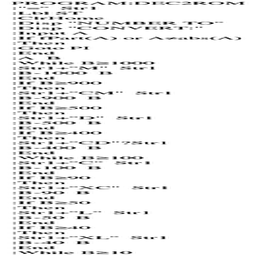 PROGRAM:DEC2ROM
:" "→Str1
:Lbl ST
:ClrHome
:Disp "NUMBER TO"
:Disp "CONVERT:"
:Input A
:If fPart(A) or A≠abs(A)
:Then
:Goto PI
:End
:A→B
:While B≥1000
:Str1+"M"→Str1
:B-1000→B
:End
:If B≥900
:Then
:Str1+"CM"→Str1
:B-900→B
:End
:If B≥500
:Then
:Str1+"D"→Str1
:B-500→B
:End
:If B≥400
:Then
:Str1+"CD"?Str1
:B-400→B
:End
:While B≥100
:Str1+"C"→Str1
:B-100→B
:End
:If B≥90
:Then
:Str1+"XC"→Str1
:B-90→B
:End
:If B≥50
:Then
:Str1+"L"→Str1
:B-50→B
:End
:If B≥40
:Then
:Str1+"XL"→Str1
:B-40→B
:End
:While B≥10